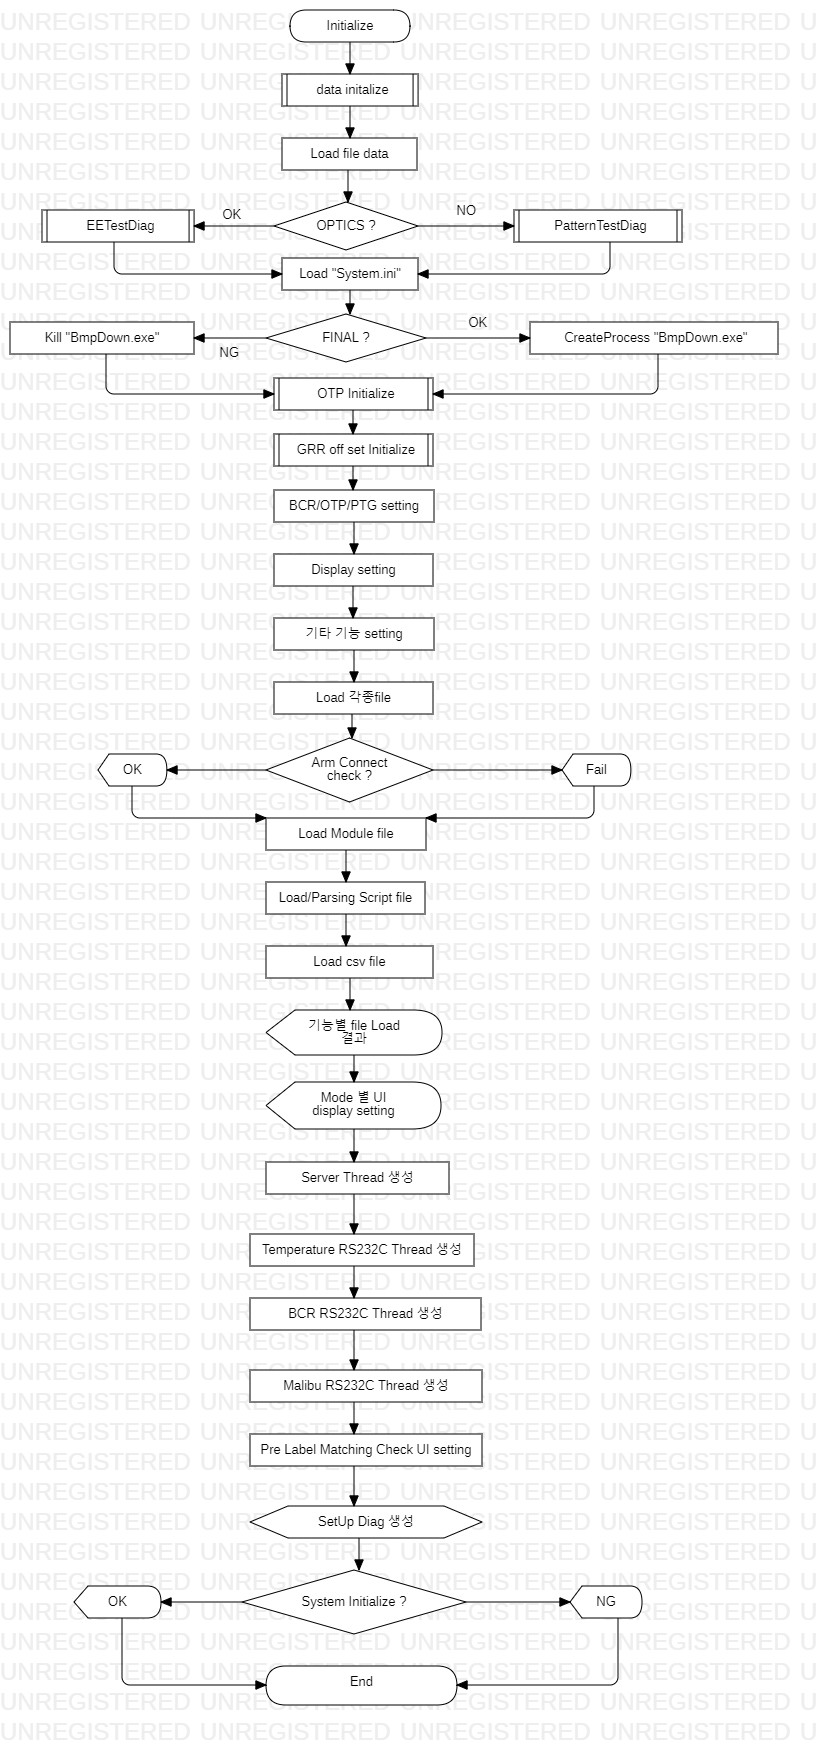 Initialize
data initalize
Load file data
OPTICS ?
OK
NO
EETestDiag
PatternTestDiag
Load "System.ini"
FINAL ?
OK
NG
Kill "BmpDown.exe"
CreateProcess "BmpDown.exe"
OTP Initialize
GRR off set Initialize
BCR/OTP/PTG setting
Display setting
기타 기능 setting
Load 각종file
Arm Connect
check ?
OK
Fail
Load Module file
Load/Parsing Script file
Load csv file
기능별 file Load
결과
Mode 별 UI
display setting
Server Thread 생성
Temperature RS232C Thread 생성
BCR RS232C Thread 생성
Malibu RS232C Thread 생성
Pre Label Matching Check UI setting
SetUp Diag 생성
System Initialize ?
OK
NG
End
UNREGISTERED